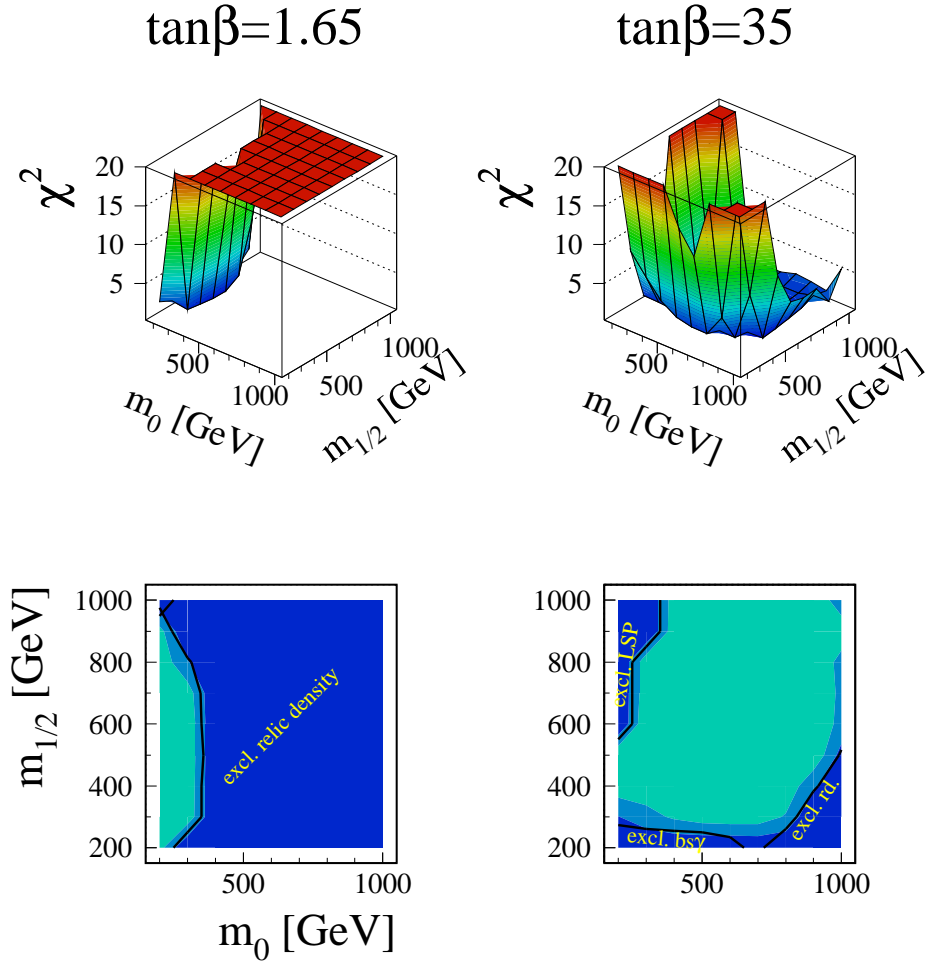 tanβ=1.65
tanβ=35
χ²
20
15
10
5
500
1000
m₀ [GeV]
500
1000
m₁/₂ [GeV]
χ²
20
15
10
5
500
1000
m₀ [GeV]
500
1000
m₁/₂ [GeV]
m₁/₂ [GeV]
1000
800
600
400
200
excl. relic density
500
1000
m₀ [GeV]
1000
800
600
400
200
excl. LSP
excl. bsγ
excl. rd.
500
1000